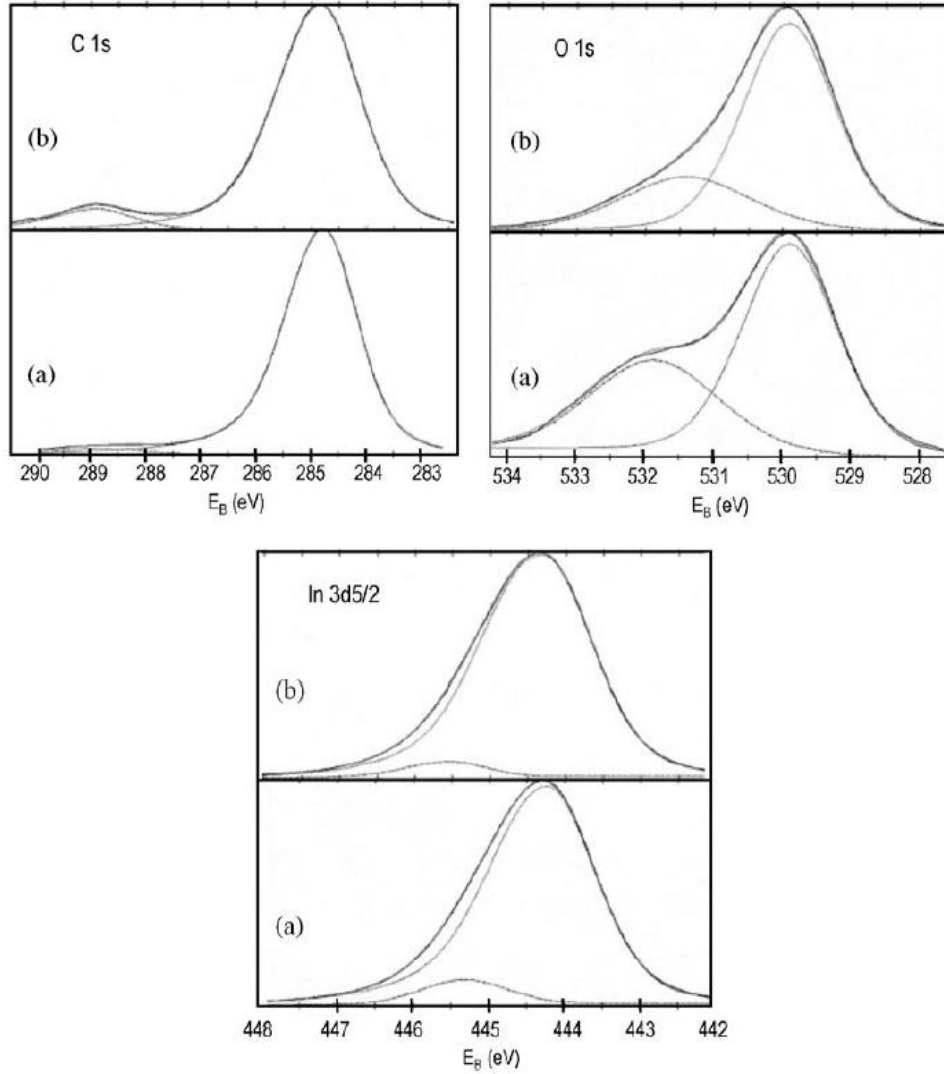 C 1s
(b)
(a)
290 289 288 287 286 285 284 283
E_B (eV)
O 1s
(b)
(a)
534 533 532 531 530 529 528
E_B (eV)
In 3d5/2
(b)
(a)
448 447 446 445 444 443 442
E_B (eV)